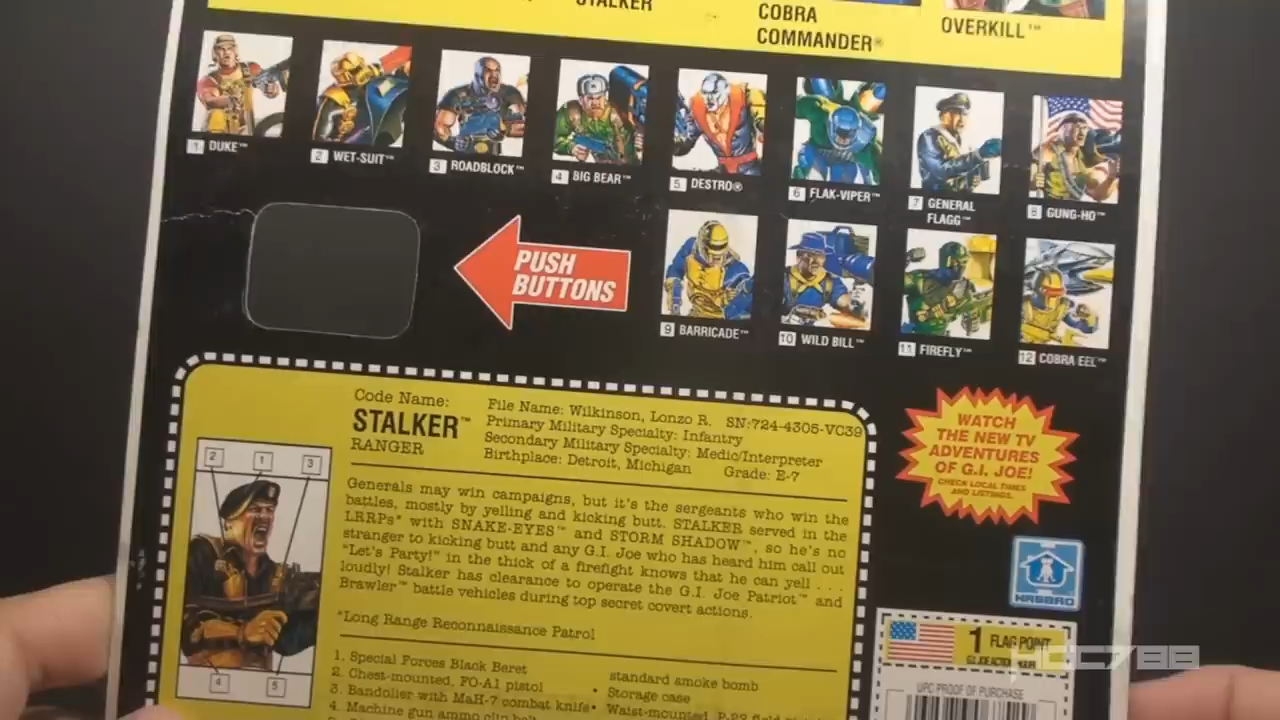 STALKER
COBRA
COMMANDER®
OVERKILL™
1 DUKE™
2 WET-SUIT™
3 ROADBLOCK™
4 BIG BEAR™
5 DESTRO®
6 FLAK-VIPER™
7 GENERAL
FLAGG™
8 GUNG-HO™
PUSH
BUTTONS
9 BARRICADE™
10 WILD BILL™
11 FIREFLY™
12 COBRA EEL™
Code Name:
STALKER™
RANGER
File Name: Wilkinson, Lonzo R. SN:724-4305-VC39
Primary Military Specialty: Infantry
Secondary Military Specialty: Medic/Interpreter
Birthplace: Detroit, Michigan Grade: E-7
Generals may win campaigns, but it's the sergeants who win the
battles, mostly by yelling and kicking butt. STALKER served in the
LRRPs* with SNAKE-EYES™ and STORM SHADOW™, so he's no
stranger to kicking butt and any G.I. Joe who has heard him call out
"Let's Party!" in the thick of a firefight knows that he can yell . . .
loudly! Stalker has clearance to operate the G.I. Joe Patriot™ and
Brawler™ battle vehicles during top secret covert actions.
*Long Range Reconnaissance Patrol
2 1 3
4 5
1. Special Forces Black Beret
2. Chest-mounted, FO-A1 pistol
3. Bandolier with MaH-7 combat knife
4. Machine gun ammo clip belt
standard smoke bomb
• Storage case
• Waist-mounted, P-22 field
WATCH
THE NEW TV
ADVENTURES
OF G.I. JOE!
CHECK LOCAL TIMES
AND LISTINGS.
HASBRO
1 FLAG POINT
UPC PROOF OF PURCHASE
HCC788